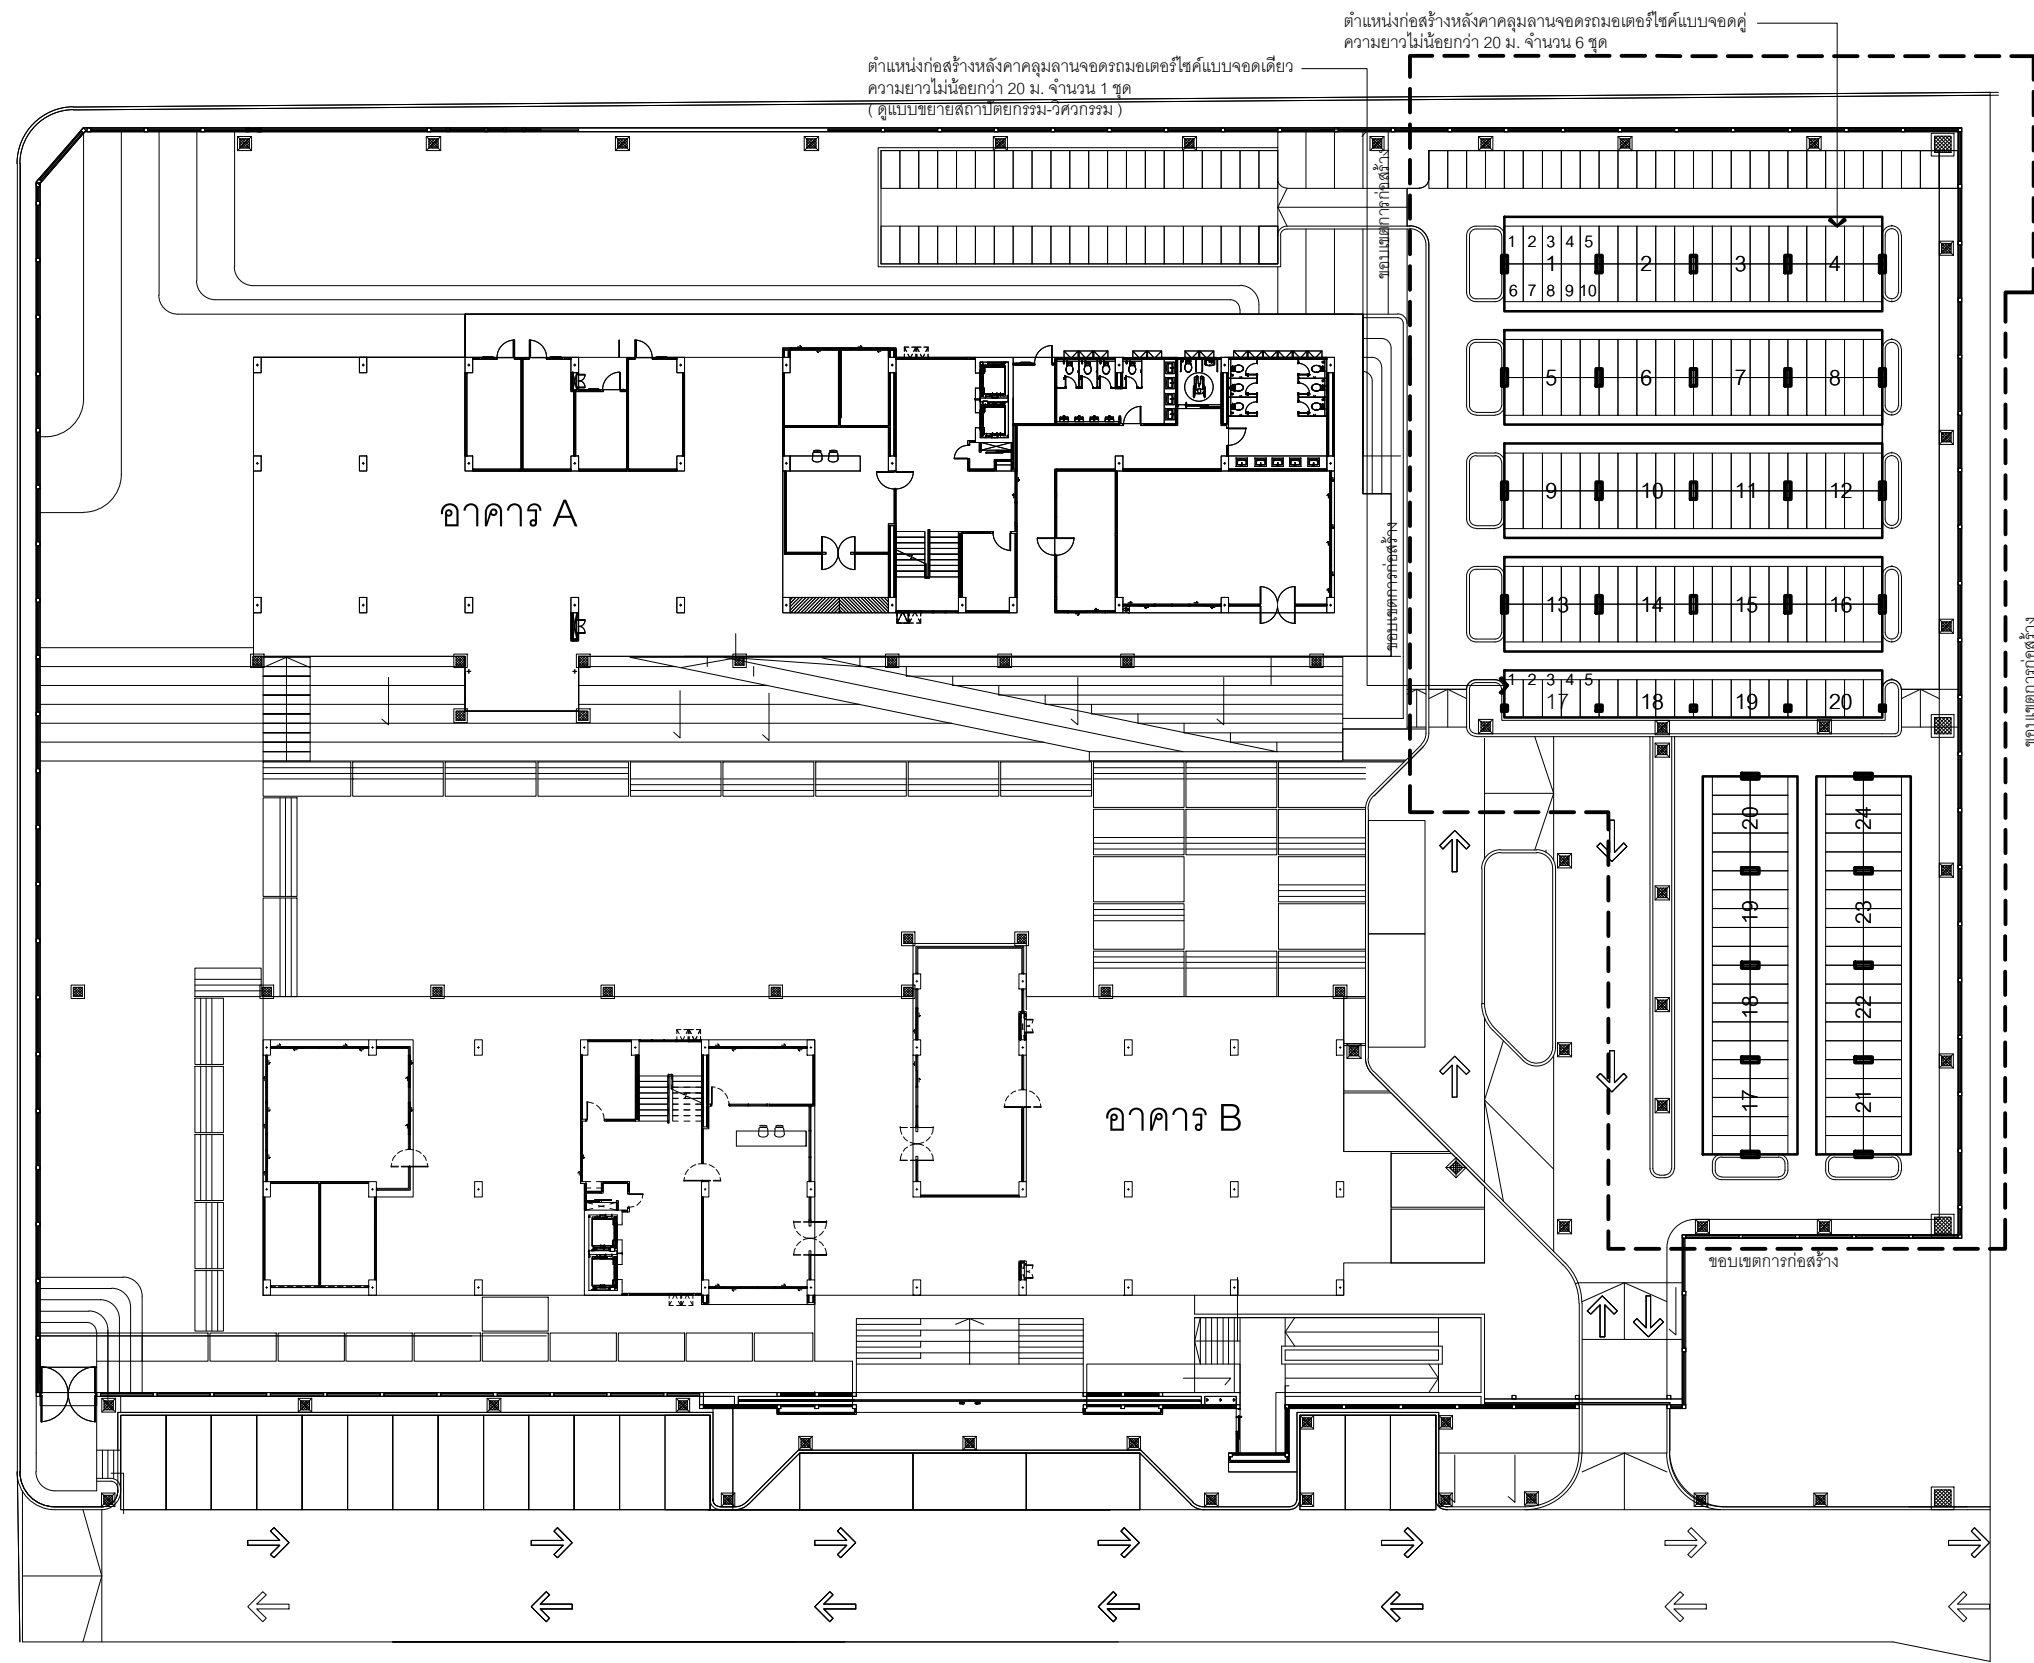 ตำแหน่งก่อสร้างหลังคาคลุมลานจอดรถมอเตอร์ไซค์แบบจอดคู่
ความยาวไม่น้อยกว่า 20 ม. จำนวน 6 ชุด
ตำแหน่งก่อสร้างหลังคาคลุมลานจอดรถมอเตอร์ไซค์แบบจอดเดียว
ความยาวไม่น้อยกว่า 20 ม. จำนวน 1 ชุด
( ดูแบบขยายสถาปัตยกรรม-วิศวกรรม )
ขอบเขตการก่อสร้าง
1 2 3 4 5
1 2 3 4
6 7 8 9 10
5 6 7 8
9 10 11 12
อาคาร A
ขอบเขตการก่อสร้าง
13 14 15 16
ขอบเขตการก่อสร้าง
1 2 3 4 5
17 18 19 20
20 24
19 23
18 22
17 21
อาคาร B
ขอบเขตการก่อสร้าง